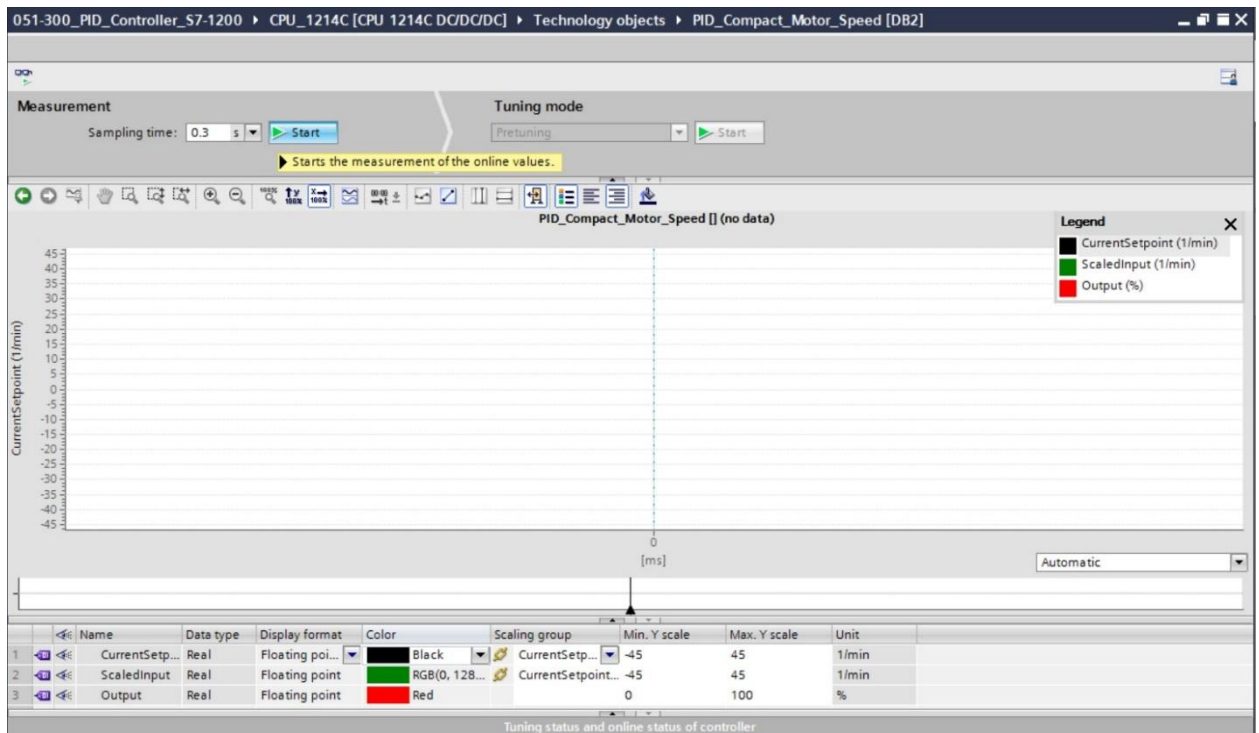 051-300_PID_Controller_S7-1200 ▸ CPU_1214C [CPU 1214C DC/DC/DC] ▸ Technology objects ▸ PID_Compact_Motor_Speed [DB2]
Measurement
Tuning mode
Sampling time: 0.3 s Start
Pretuning Start
Starts the measurement of the online values.
PID_Compact_Motor_Speed [] (no data)
Legend
CurrentSetpoint (1/min)
ScaledInput (1/min)
Output (%)
CurrentSetpoint (1/min)
45
40
35
30
25
20
15
10
5
0
-5
-10
-15
-20
-25
-30
-35
-40
-45
0
[ms]
Automatic
Name Data type Display format Color Scaling group Min. Y scale Max. Y scale Unit
1 CurrentSetp... Real Floating poi... Black CurrentSetp... -45 45 1/min
2 ScaledInput Real Floating point RGB(0, 128... CurrentSetpoint... -45 45 1/min
3 Output Real Floating point Red 0 100 %
Tuning status and online status of controller